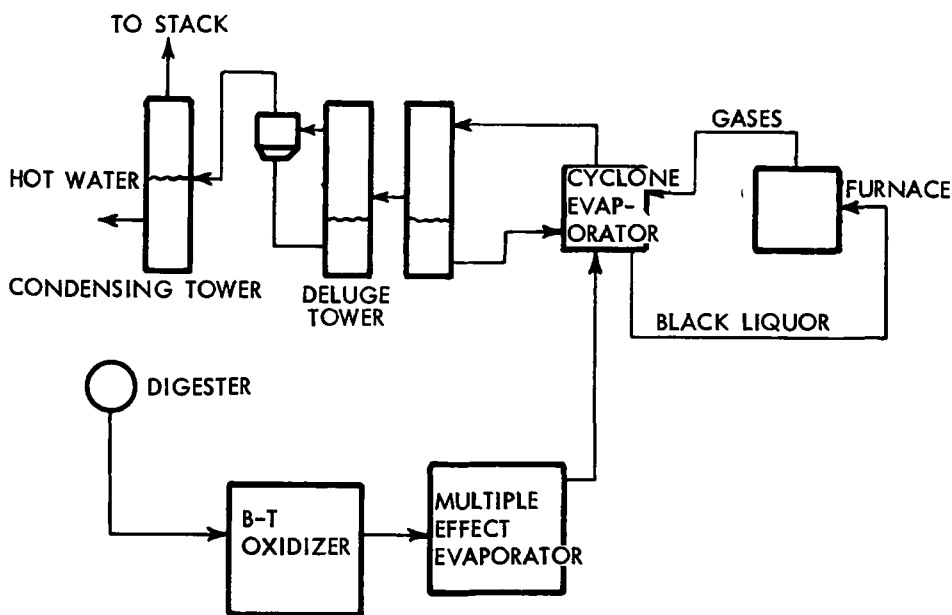 TO STACK
GASES
HOT WATER
CYCLONE
EVAP-
ORATOR
FURNACE
CONDENSING TOWER
DELUGE
TOWER
BLACK LIQUOR
DIGESTER
B-T
OXIDIZER
MULTIPLE
EFFECT
EVAPORATOR